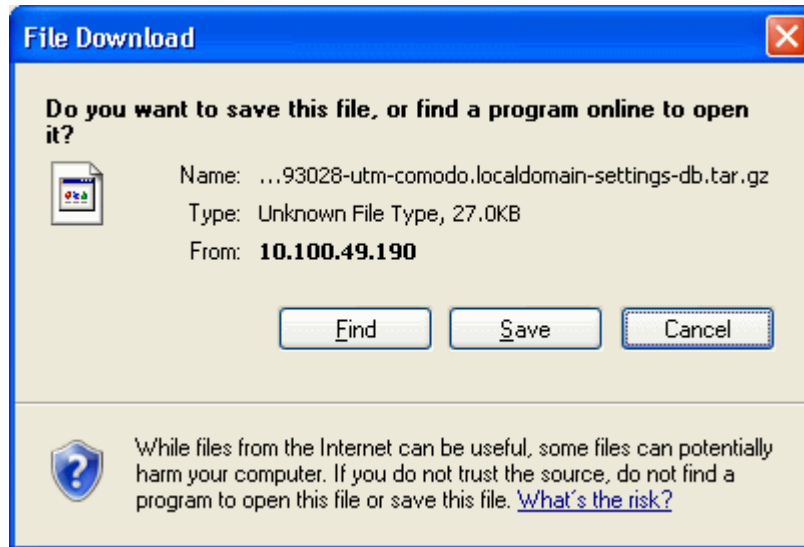 File Download
Do you want to save this file, or find a program online to open
it?
Name: ...93028-utm-comodo.localdomain-settings-db.tar.gz
Type: Unknown File Type, 27.0KB
From: 10.100.49.190
Find Save Cancel
While files from the Internet can be useful, some files can potentially
harm your computer. If you do not trust the source, do not find a
program to open this file or save this file. What's the risk?